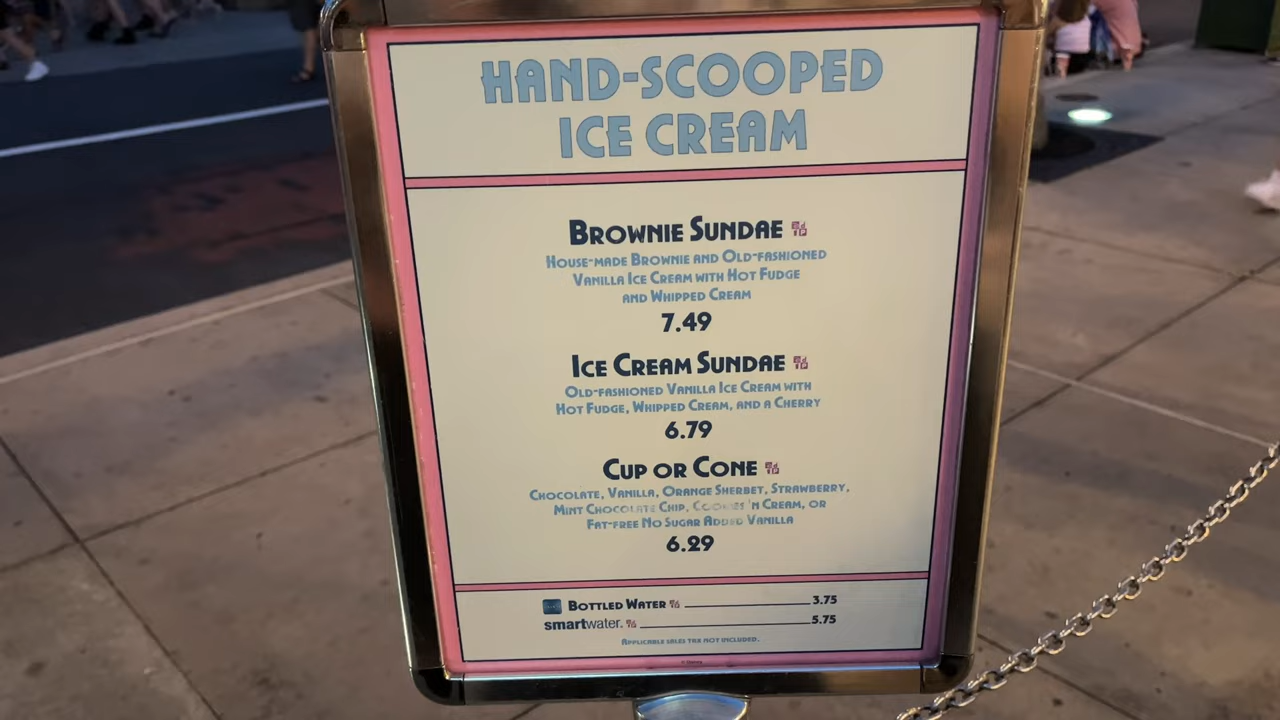 HAND-SCOOPED
ICE CREAM
BROWNIE SUNDAE
HOUSE-MADE BROWNIE AND OLD-FASHIONED
VANILLA ICE CREAM WITH HOT FUDGE
AND WHIPPED CREAM
7.49
ICE CREAM SUNDAE
OLD-FASHIONED VANILLA ICE CREAM WITH
HOT FUDGE, WHIPPED CREAM, AND A CHERRY
6.79
CUP OR CONE
CHOCOLATE, VANILLA, ORANGE SHERBET, STRAWBERRY,
MINT CHOCOLATE CHIP, COOKIES 'N CREAM, OR
FAT-FREE NO SUGAR ADDED VANILLA
6.29
BOTTLED WATER 3.75
smartwater. 5.75
APPLICABLE SALES TAX NOT INCLUDED.
© Disney